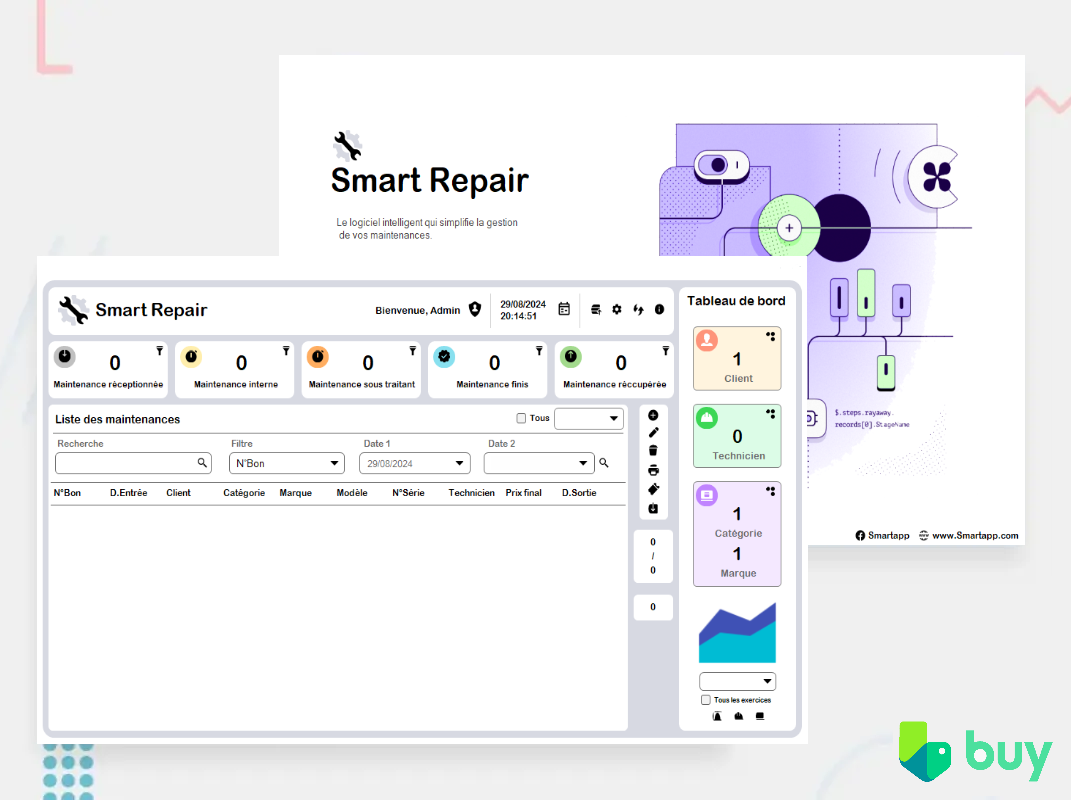 Smart Repair
Le logiciel intelligent qui simplifie la gestion
de vos maintenances.
$.steps.rayaway.
records[0].Stagename
Smartapp www.Smartapp.com
Smart Repair
Bienvenue, Admin
29/08/2024
20:14:51
0
Maintenance réceptionnée
0
Maintenance interne
0
Maintenance sous traitant
0
Maintenance finis
0
Maintenance réccupérée
Liste des maintenances
Tous
Recherche Filtre Date 1 Date 2
N°Bon 29/08/2024
N°Bon D.Entrée Client Catégorie Marque Modèle N°Série Technicien Prix final D.Sortie
0
/
0
0
Tableau de bord
1
Client
0
Technicien
1
Catégorie
1
Marque
Tous les exercices
buy